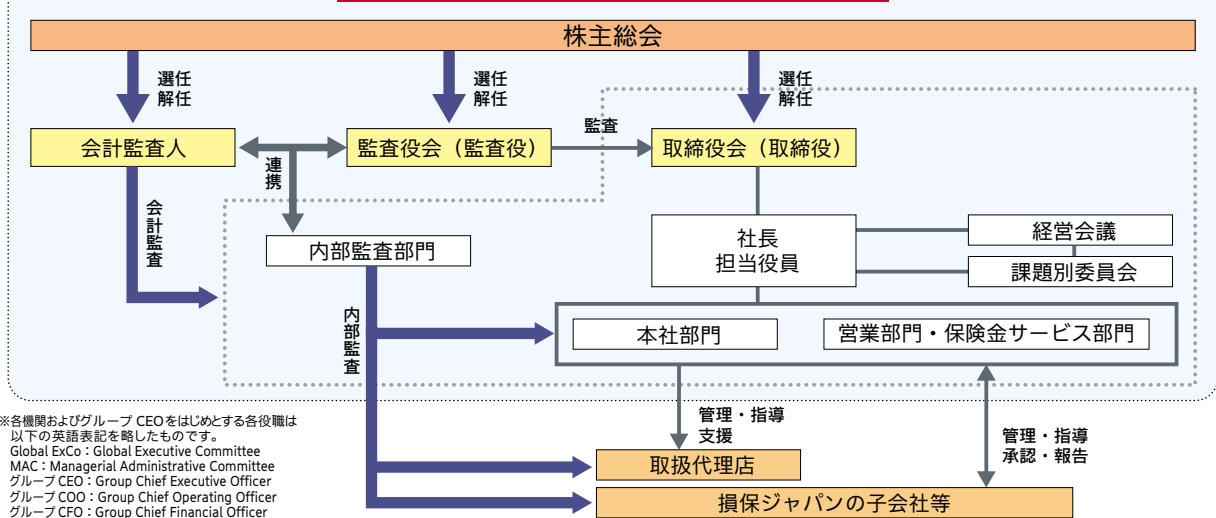 株主総会
選任
解任
選任
解任
選任
解任
会計監査人
監査役会（監査役）
監査
取締役会（取締役）
連携
会計監査
内部監査部門
社長
担当役員
経営会議
課題別委員会
内部監査
本社部門
営業部門・保険金サービス部門
管理・指導
支援
管理・指導
承認・報告
取扱代理店
損保ジャパンの子会社等
※各機関およびグループ CEOをはじめとする各役職は
以下の英語表記を略したものです。
Global ExCo：Global Executive Committee
MAC：Managerial Administrative Committee
グループ CEO：Group Chief Executive Officer
グループ COO：Group Chief Operating Officer
グループ CFO：Group Chief Financial Officer